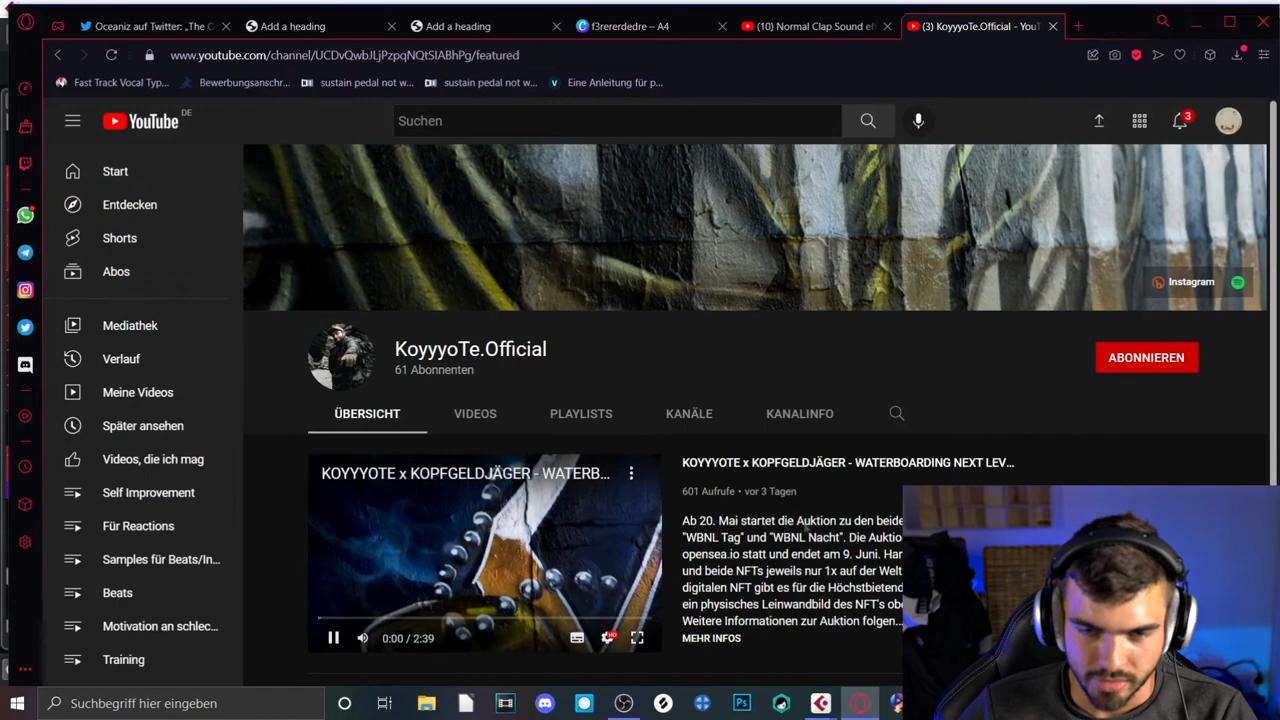 Oceaniz auf Twitter: „The O
Add a heading
Add a heading
f3rererdedre – A4
(10) Normal Clap Sound ef
(3) KoyyyoTe.Official - YouT
www.youtube.com/channel/UCDvQwbJLjPzpqNQtSIABhPg/featured
Fast Track Vocal Typ...
Bewerbungsanschr...
sustain pedal not w...
sustain pedal not w...
Eine Anleitung für p...
YouTube DE
Suchen
3
Start
Entdecken
Shorts
Abos
Mediathek
Verlauf
Meine Videos
Später ansehen
Videos, die ich mag
Self Improvement
Für Reactions
Samples für Beats/In...
Beats
Motivation an schlec...
Training
Instagram
KoyyyoTe.Official
61 Abonnenten
ABONNIEREN
ÜBERSICHT
VIDEOS
PLAYLISTS
KANÄLE
KANALINFO
KOYYYOTE x KOPFGELDJÄGER - WATERB...
0:00 / 2:39
HD
KOYYYOTE x KOPFGELDJÄGER - WATERBOARDING NEXT LEV...
601 Aufrufe • vor 3 Tagen
Ab 20. Mai startet die Auktion zu den beide
"WBNL Tag" und "WBNL Nacht". Die Auktio
opensea.io statt und endet am 9. Juni. Har
und beide NFTs jeweils nur 1x auf der Welt
digitalen NFT gibt es für die Höchstbietend
ein physisches Leinwandbild des NFT's obe
Weitere Informationen zur Auktion folgen...
MEHR INFOS
Suchbegriff hier eingeben
Ps